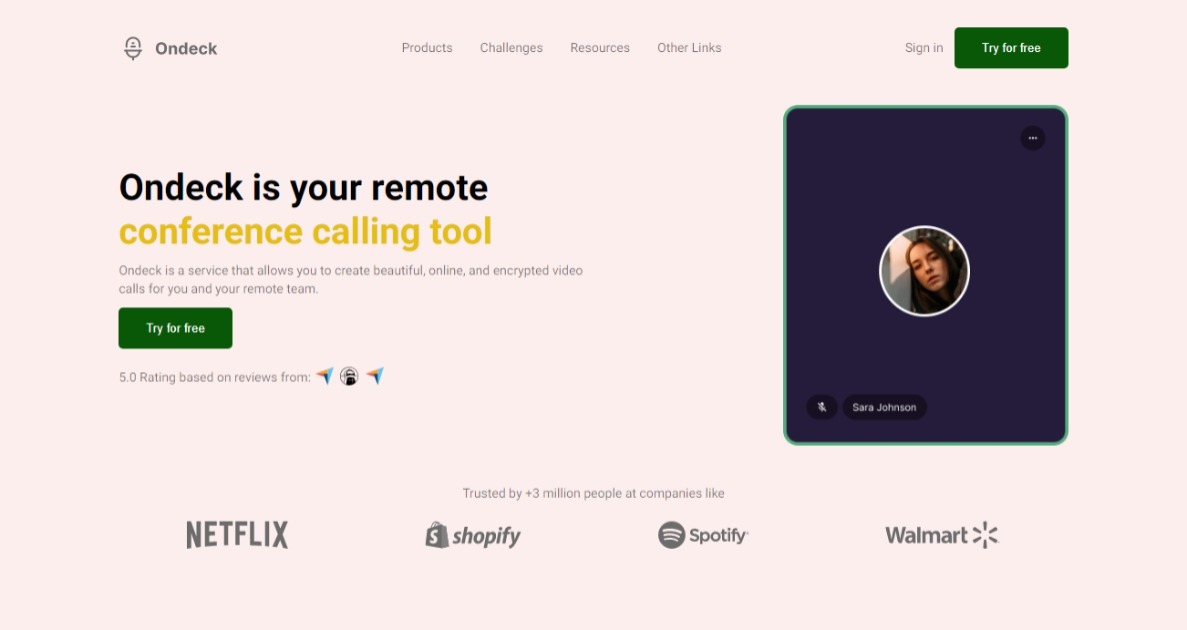 Ondeck
Products
Challenges
Resources
Other Links
Sign in
Try for free
Ondeck is your remote
conference calling tool
Ondeck is a service that allows you to create beautiful, online, and encrypted video
calls for you and your remote team.
Try for free
5.0 Rating based on reviews from:
Sara Johnson
Trusted by +3 million people at companies like
NETFLIX
shopify
Spotify
Walmart